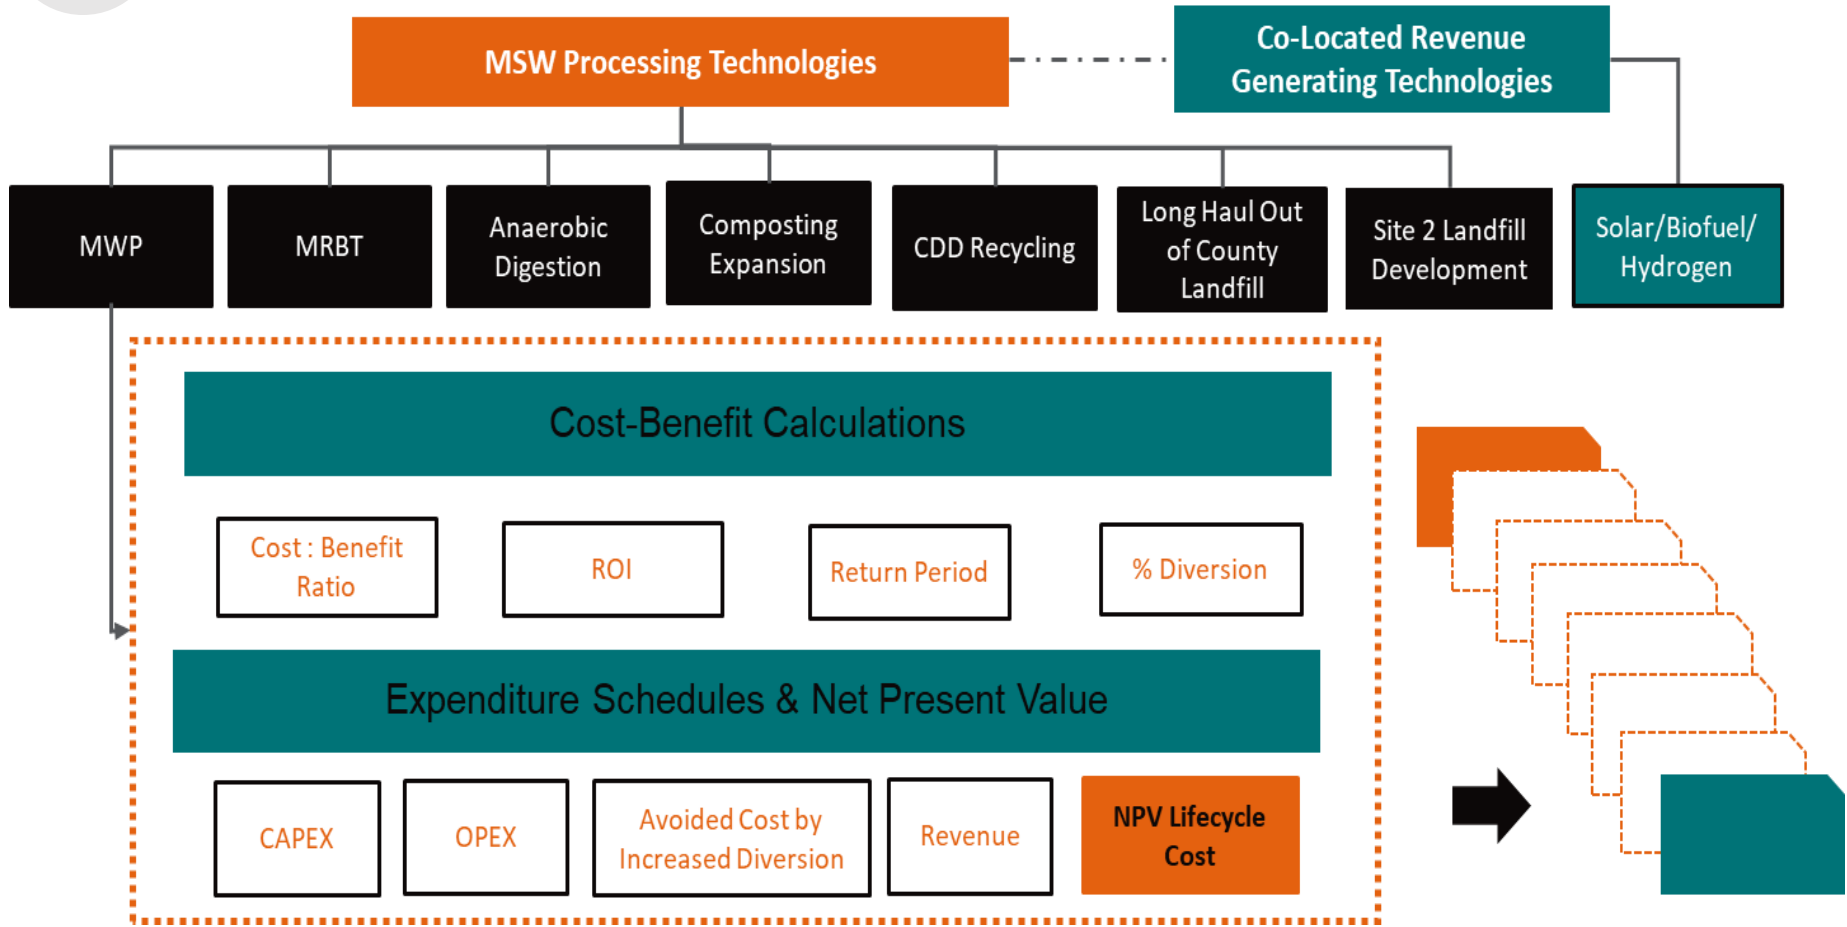 MSW Processing Technologies
Co-Located Revenue
Generating Technologies
MWP
MRBT
Anaerobic
Digestion
Composting
Expansion
CDD Recycling
Long Haul Out
of County
Landfill
Site 2 Landfill
Development
Solar/Biofuel/
Hydrogen
Cost-Benefit Calculations
Cost : Benefit
Ratio
ROI
Return Period
% Diversion
Expenditure Schedules & Net Present Value
CAPEX
OPEX
Avoided Cost by
Increased Diversion
Revenue
NPV Lifecycle
Cost